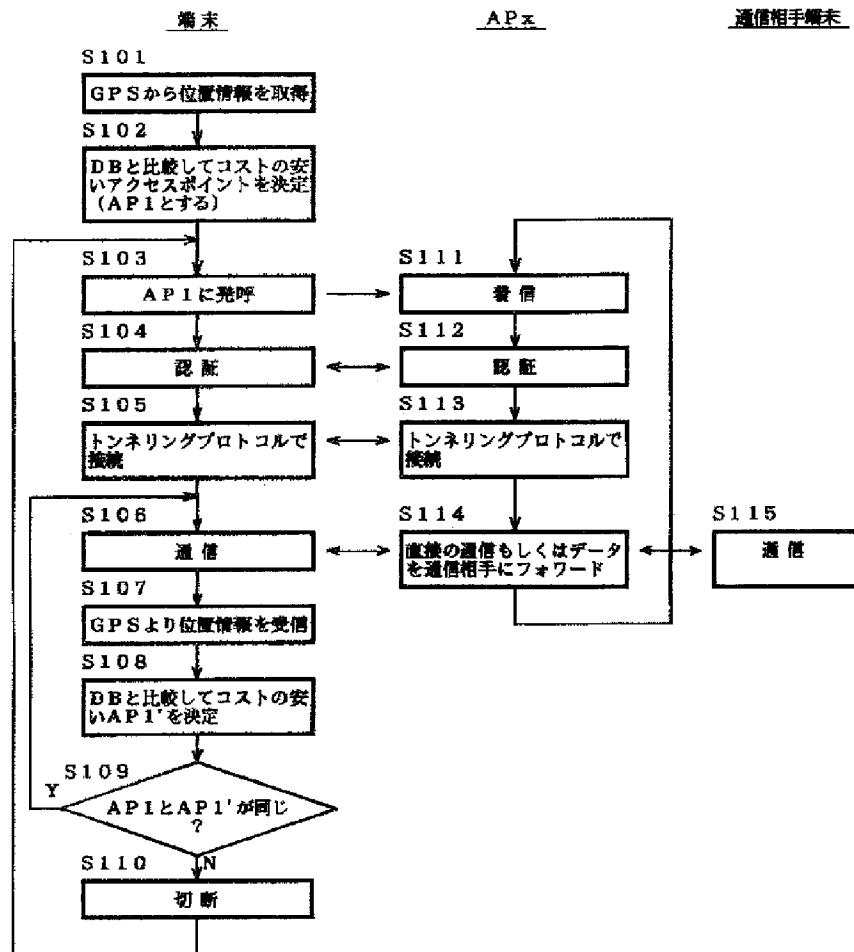 端末
APx
通信相手端末
S101
GPSから位置情報を取得
S102
DBと比較してコストの安
いアクセスポイントを決定
(AP1とする)
S103
AP1に発呼
S111
着信
S104
認証
S112
認証
S105
トンネリングプロトコルで
接続
S113
トンネリングプロトコルで
接続
S106
通信
S114
直接の通信もしくはデータ
を通信相手にフォワード
S115
通信
S107
GPSより位置情報を受信
S108
DBと比較してコストの安
いAP1'を決定
S109
Y
AP1とAP1'が同じ
?
N
S110
切断